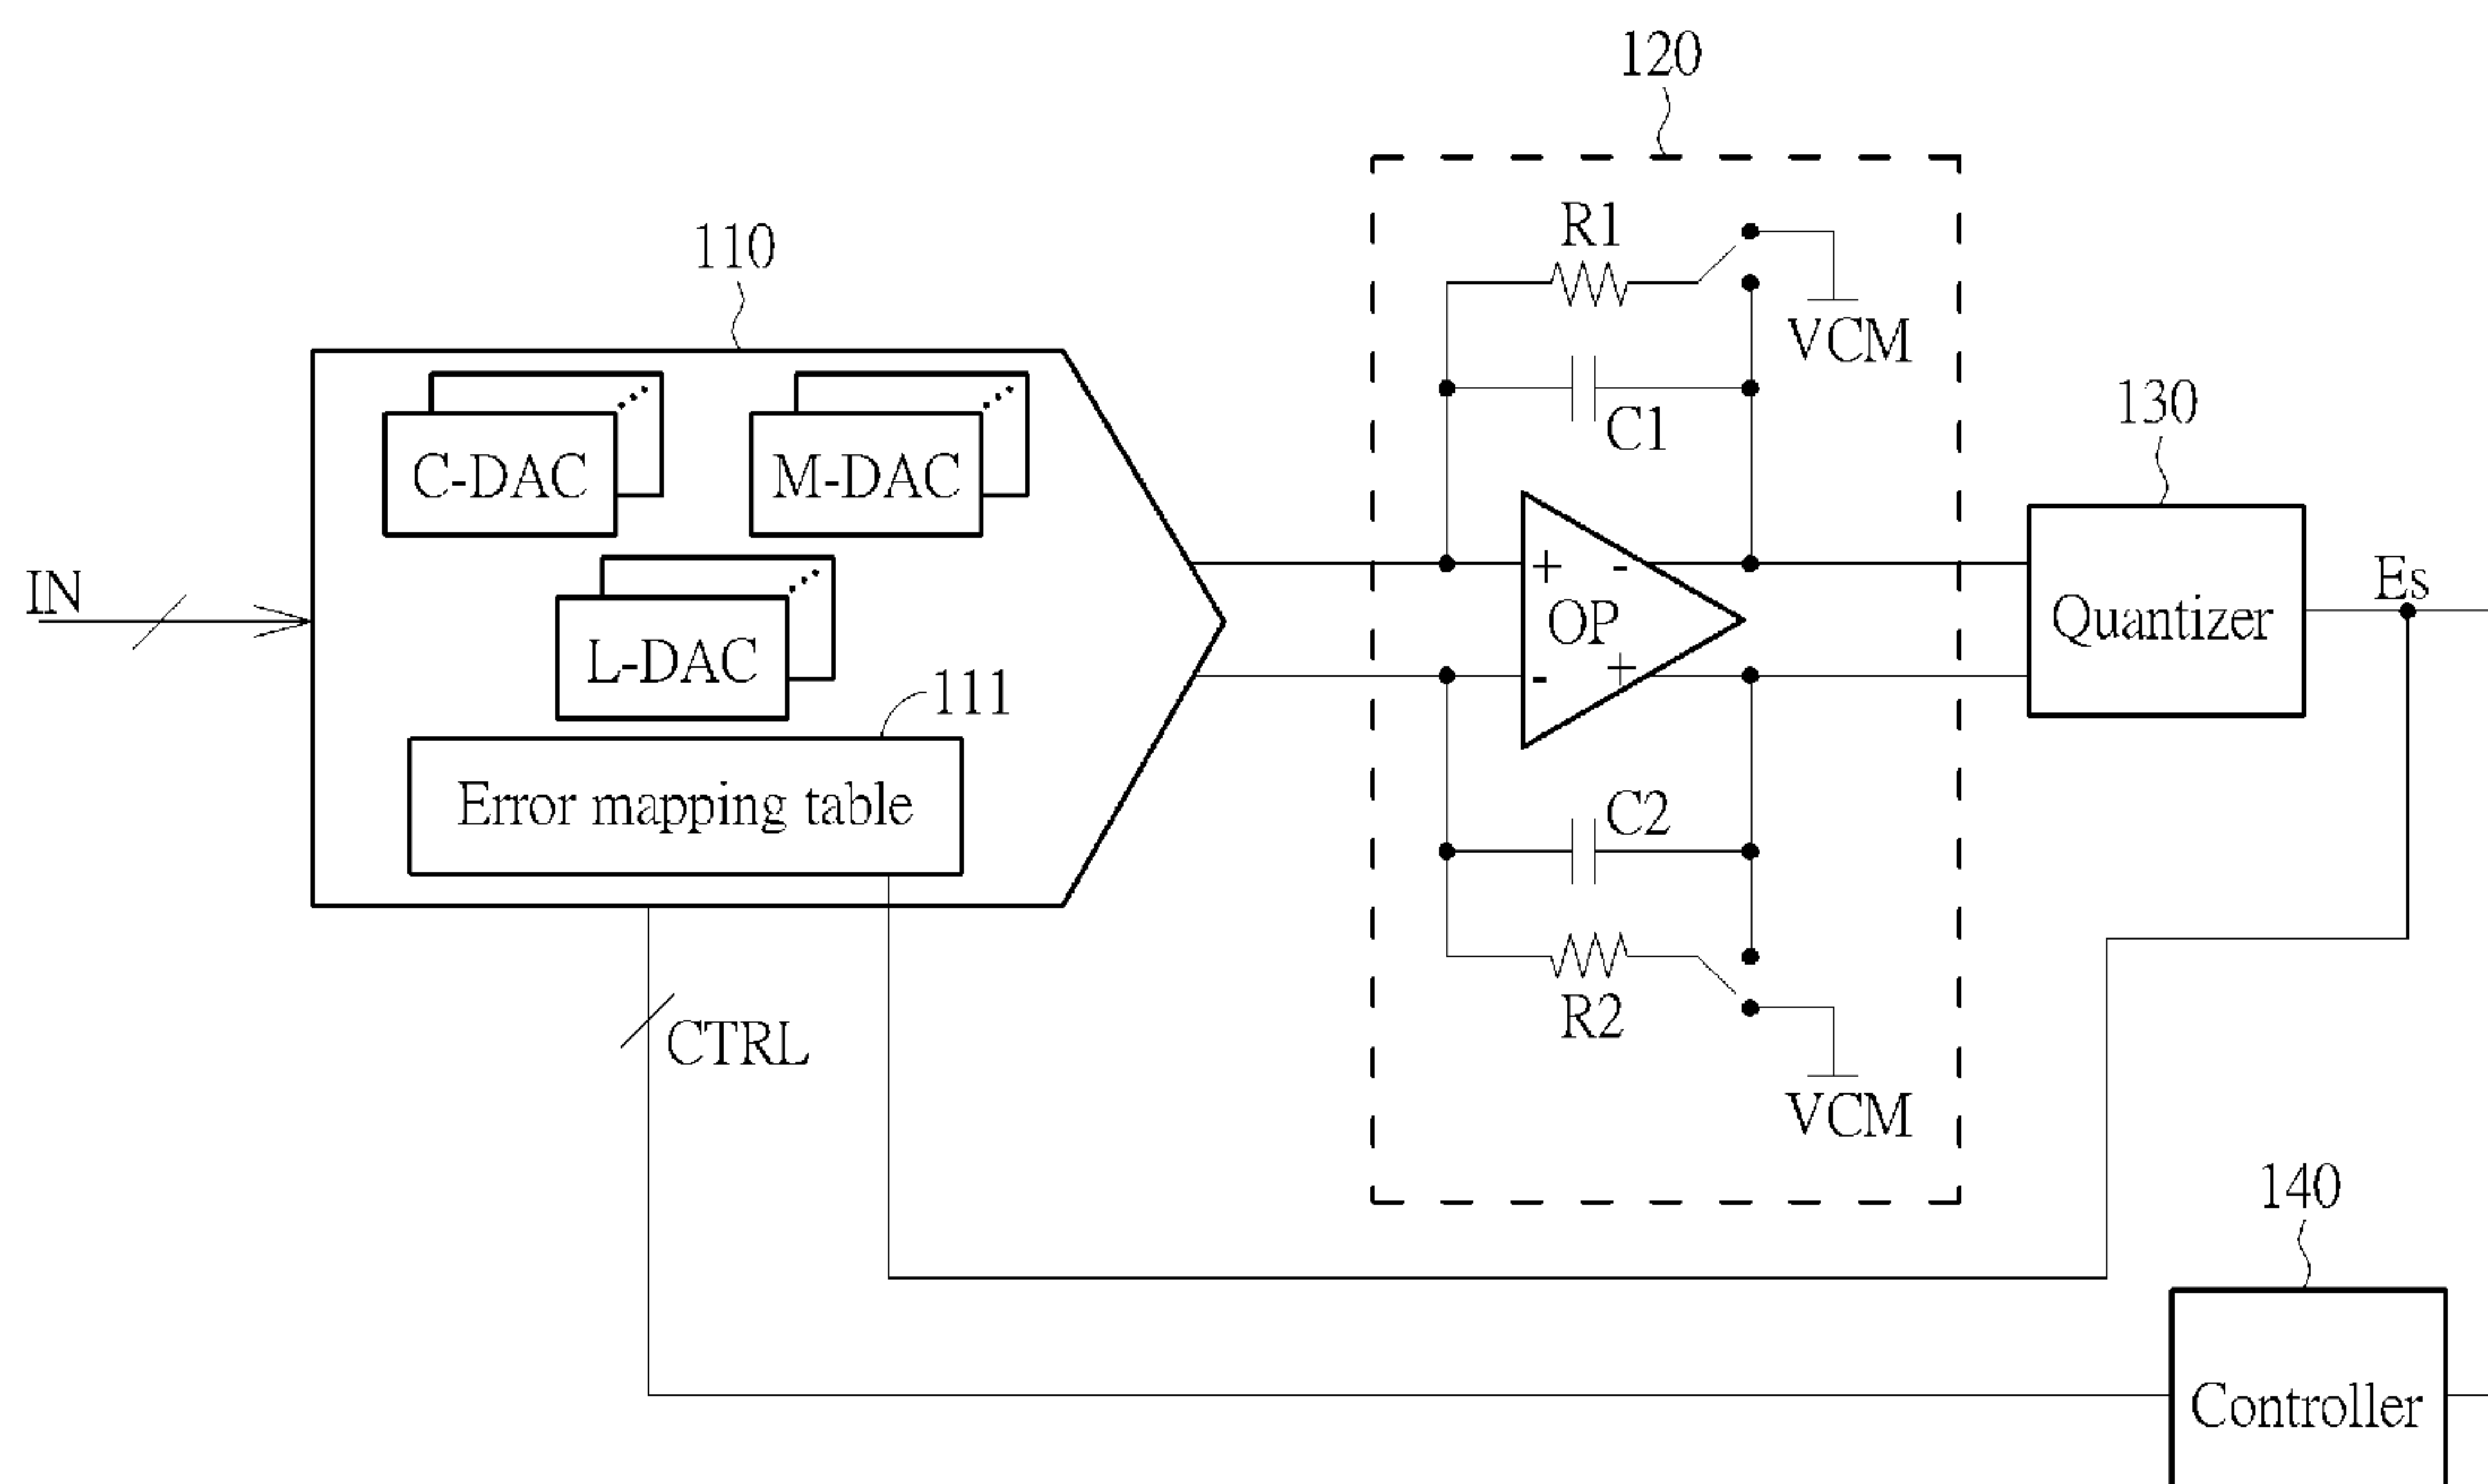 120
R1
110
VCM
130
C1
C-DAC
M-DAC
+
-
Es
IN
OP
Quantizer
L-DAC
+
-
111
Error mapping table
C2
R2
CTRL
VCM
140
Controller